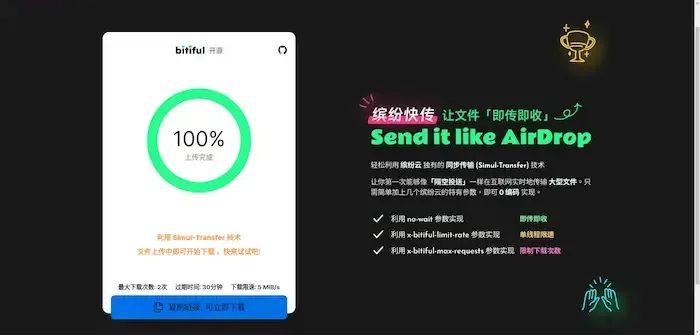 bitiful 开源
100%
上传完成
利用 Simul-Transfer 技术
文件上传中即可开始下载，快来试试吧!
最大下载次数: 2次 过期时间: 30分钟 下载限速: 5 MiB/s
复制链接, 可立即下载
缤纷快传 让文件「即传即收」
Send it like AirDrop
轻松利用 缤纷云 独有的 同步传输 (Simul-Transfer) 技术
让你第一次能够像「隔空投送」一样在互联网实时地传输 大型文件。只
需简单加上几个缤纷云的特有参数，即可 0 编码 实现。
利用 no-wait 参数实现 即传即收
利用 x-bitiful-limit-rate 参数实现 单线程限速
利用 x-bitiful-max-requests 参数实现 限制下载次数